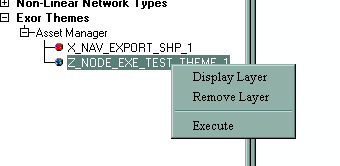 Non-Linear Network Types
Exor Themes
Asset Manager
X_NAV_EXPORT_SHP_1
Z_NODE_EXE_TEST_THEME_1
Display Layer
Remove Layer
Execute